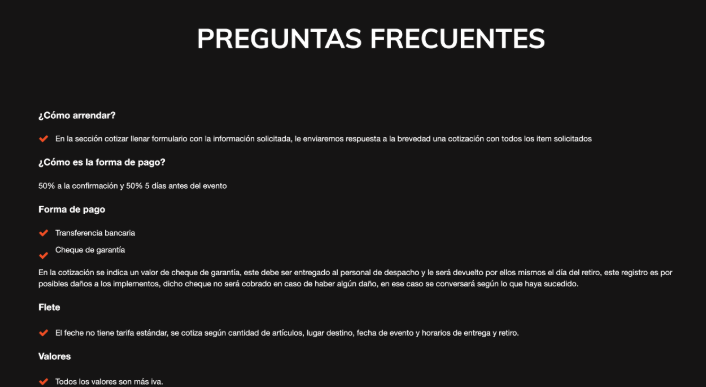 PREGUNTAS FRECUENTES
¿Cómo arrendar?
En la sección cotizar llenar formulario con la información solicitada, le enviaremos respuesta a la brevedad una cotización con todos los item solicitados
¿Cómo es la forma de pago?
50% a la confirmación y 50% 5 días antes del evento
Forma de pago
Transferencia bancaria
Cheque de garantía
En la cotización se indica un valor de cheque de garantía, este debe ser entregado al personal de despacho y le será devuelto por ellos mismos el día del retiro, este registro es por
posibles daños a los implementos, dicho cheque no será cobrado en caso de haber algún daño, en ese caso se conversará según lo que haya sucedido.
Flete
El feche no tiene tarifa estándar, se cotiza según cantidad de artículos, lugar destino, fecha de evento y horarios de entrega y retiro.
Valores
Todos los valores son más iva.